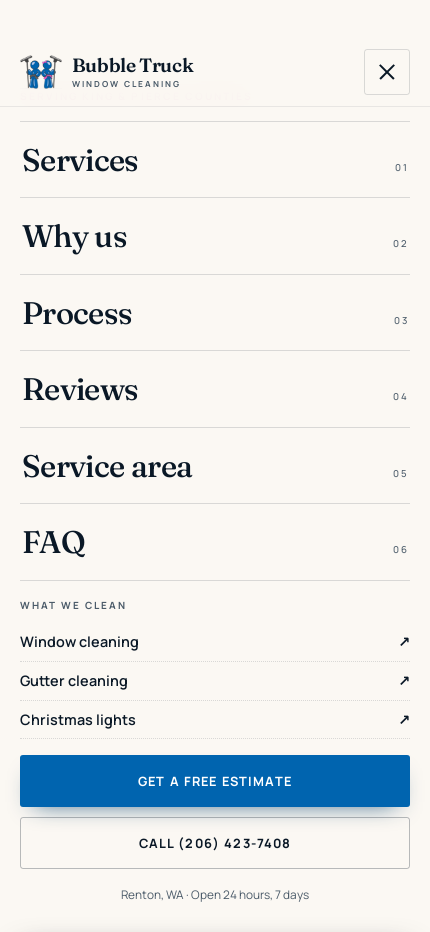 Bubble Truck
WINDOW CLEANING
Services 01
Why us 02
Process 03
Reviews 04
Service area 05
FAQ 06
WHAT WE CLEAN
Window cleaning ↗
Gutter cleaning ↗
Christmas lights ↗
GET A FREE ESTIMATE
CALL (206) 423-7408
Renton, WA · Open 24 hours, 7 days